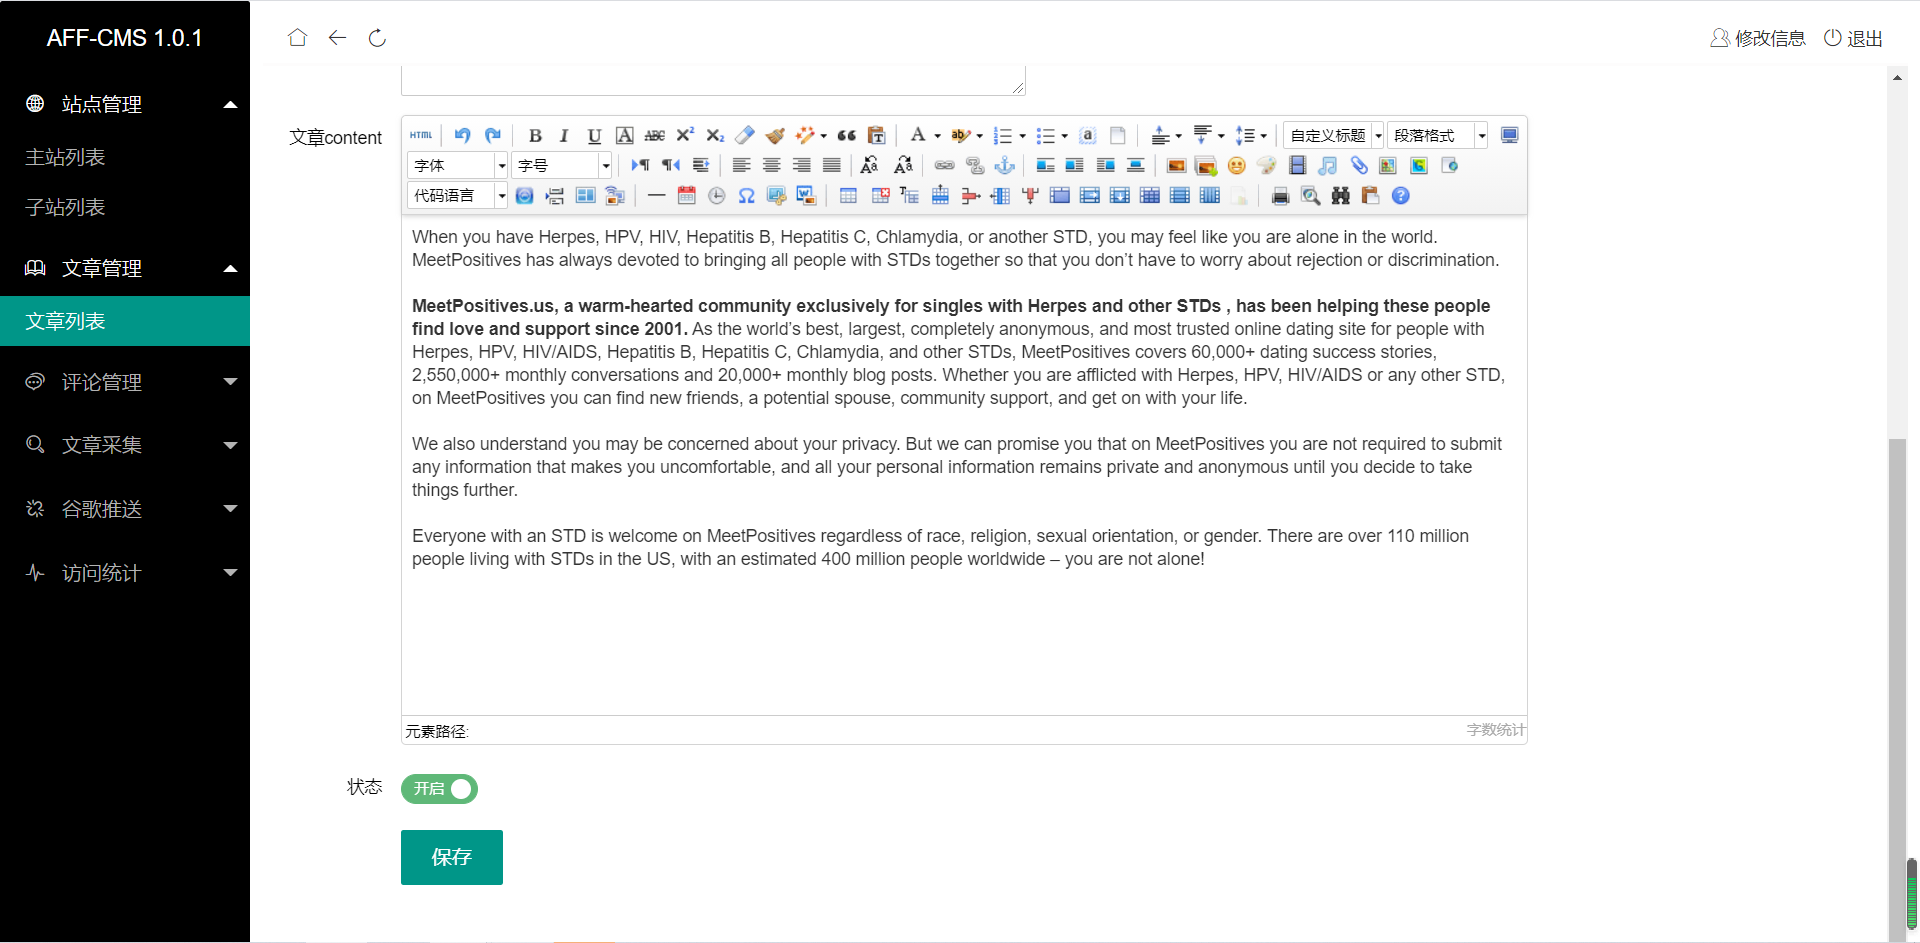 AFF-CMS 1.0.1
修改信息
退出
站点管理
主站列表
子站列表
文章管理
文章列表
评论管理
文章采集
谷歌推送
访问统计
文章content
HTML
B I U A ABC X² X₂
自定义标题
段落格式
字体
字号
代码语言
When you have Herpes, HPV, HIV, Hepatitis B, Hepatitis C, Chlamydia, or another STD, you may feel like you are alone in the world.
MeetPositives has always devoted to bringing all people with STDs together so that you don’t have to worry about rejection or discrimination.
MeetPositives.us, a warm-hearted community exclusively for singles with Herpes and other STDs , has been helping these people
find love and support since 2001. As the world’s best, largest, completely anonymous, and most trusted online dating site for people with
Herpes, HPV, HIV/AIDS, Hepatitis B, Hepatitis C, Chlamydia, and other STDs, MeetPositives covers 60,000+ dating success stories,
2,550,000+ monthly conversations and 20,000+ monthly blog posts. Whether you are afflicted with Herpes, HPV, HIV/AIDS or any other STD,
on MeetPositives you can find new friends, a potential spouse, community support, and get on with your life.
We also understand you may be concerned about your privacy. But we can promise you that on MeetPositives you are not required to submit
any information that makes you uncomfortable, and all your personal information remains private and anonymous until you decide to take
things further.
Everyone with an STD is welcome on MeetPositives regardless of race, religion, sexual orientation, or gender. There are over 110 million
people living with STDs in the US, with an estimated 400 million people worldwide – you are not alone!
元素路径:
字数统计
状态
开启
保存